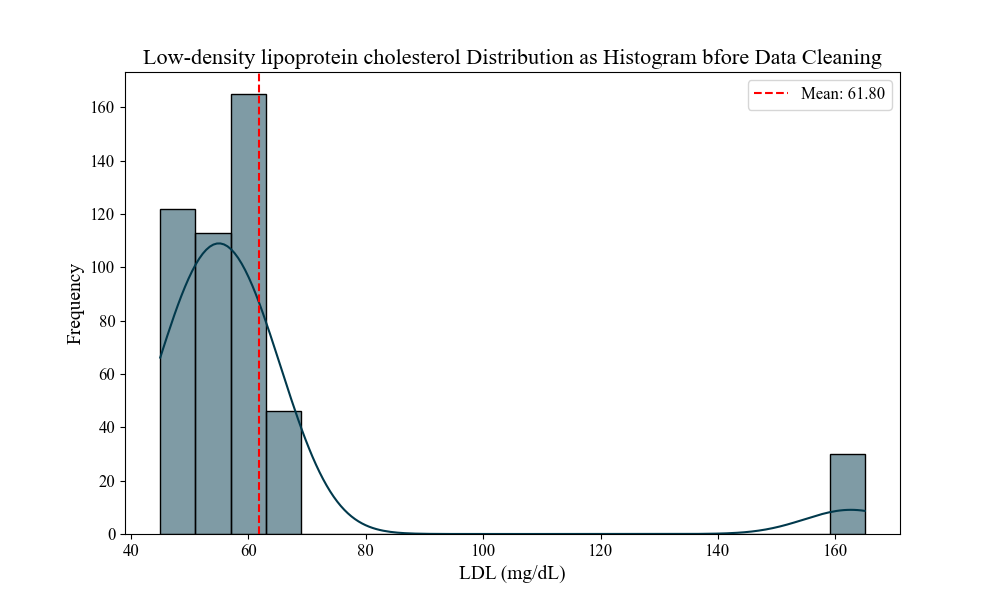 Low-density lipoprotein cholesterol Distribution as Histogram bfore Data Cleaning
Mean: 61.80
160
140
120
100
80
60
40
20
0
Frequency
40 60 80 100 120 140 160
LDL (mg/dL)